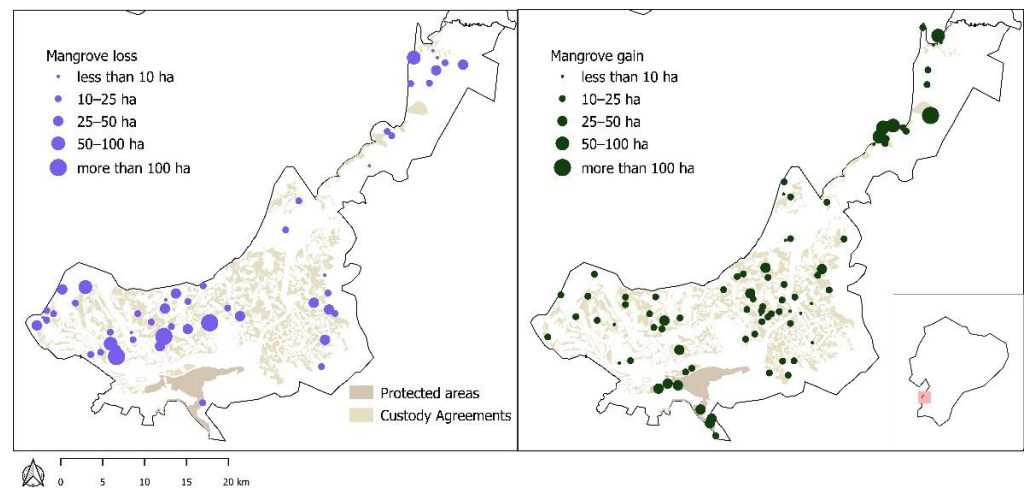 Mangrove loss
less than 10 ha
10–25 ha
25–50 ha
50–100 ha
more than 100 ha
Protected areas
Custody Agreements
Mangrove gain
less than 10 ha
10–25 ha
25–50 ha
50–100 ha
more than 100 ha
0 5 10 15 20 km